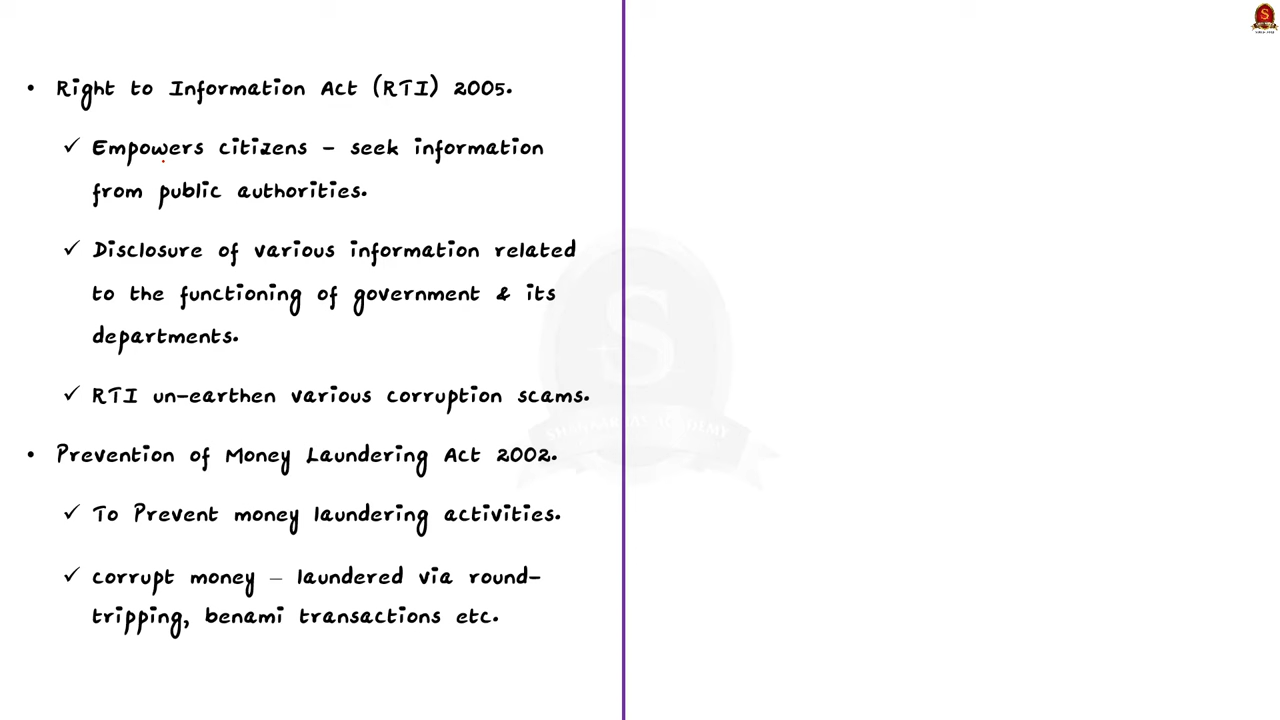 • Right to Information Act (RTI) 2005.
✓ Empowers citizens – seek information
from public authorities.
✓ Disclosure of various information related
to the functioning of government & its
departments.
✓ RTI un-earthen various corruption scams.
• Prevention of Money Laundering Act 2002.
✓ To Prevent money laundering activities.
✓ corrupt money – laundered via round-
tripping, benami transactions etc.
S
S